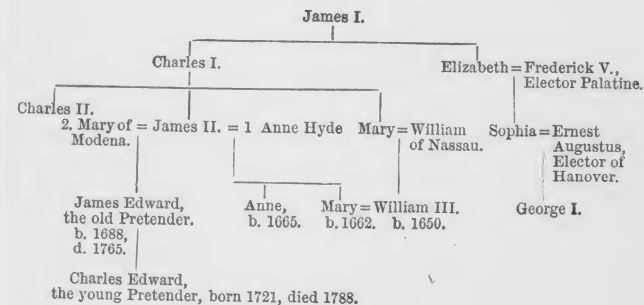 James I.
Charles I.
Elizabeth = Frederick V.,
Elector Palatine.
Charles II.
2. Mary of = James II. = 1 Anne Hyde
Modena.
Mary = William
of Nassau.
Sophia = Ernest
Augustus,
Elector of
Hanover.
James Edward,
the old Pretender.
b. 1688,
d. 1765.
Anne,
b. 1665.
Mary = William III.
b. 1662. b. 1650.
George I.
Charles Edward,
the young Pretender, born 1721, died 1788.